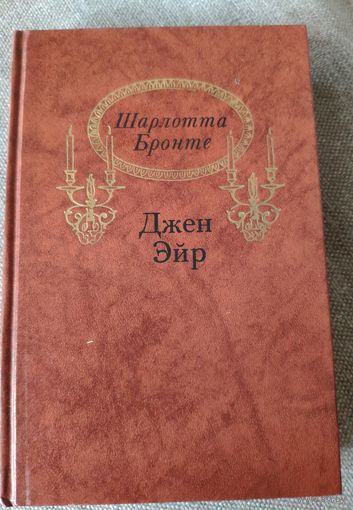 Шарлотта
Бронте
Джен
Эйр